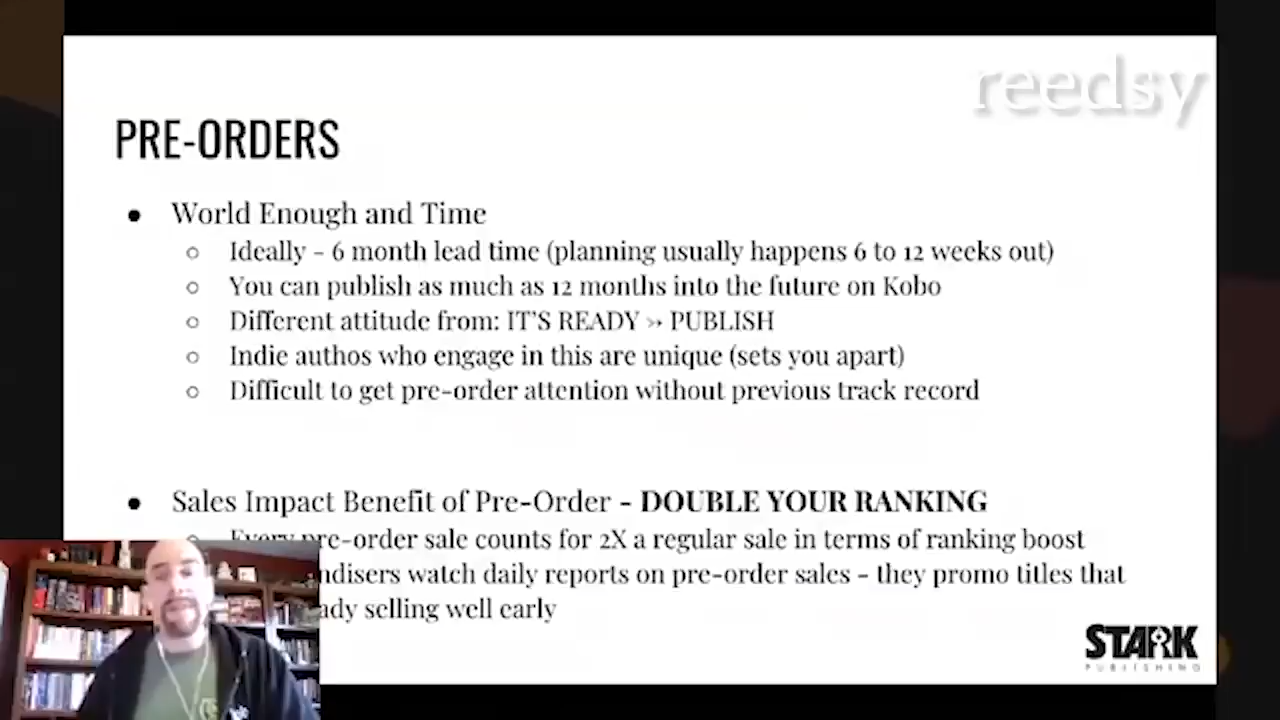 reedsy
PRE-ORDERS
● World Enough and Time
○ Ideally – 6 month lead time (planning usually happens 6 to 12 weeks out)
○ You can publish as much as 12 months into the future on Kobo
○ Different attitude from: IT'S READY >> PUBLISH
○ Indie authos who engage in this are unique (sets you apart)
○ Difficult to get pre-order attention without previous track record
● Sales Impact Benefit of Pre-Order – DOUBLE YOUR RANKING
○ Every pre-order sale counts for 2X a regular sale in terms of ranking boost
ndisers watch daily reports on pre-order sales – they promo titles that
ady selling well early
STARK
PUBLISHING